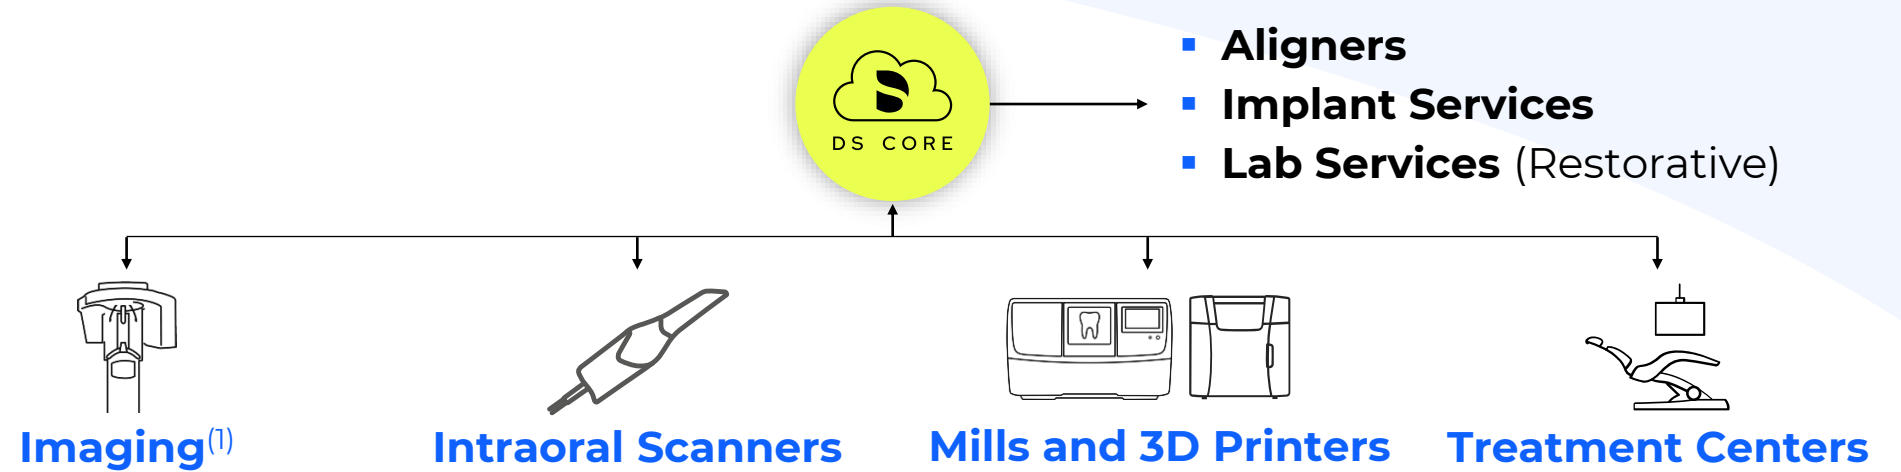 Aligners
Implant Services
Lab Services (Restorative)
DS CORE
Imaging(1)
Intraoral Scanners
Mills and 3D Printers
Treatment Centers